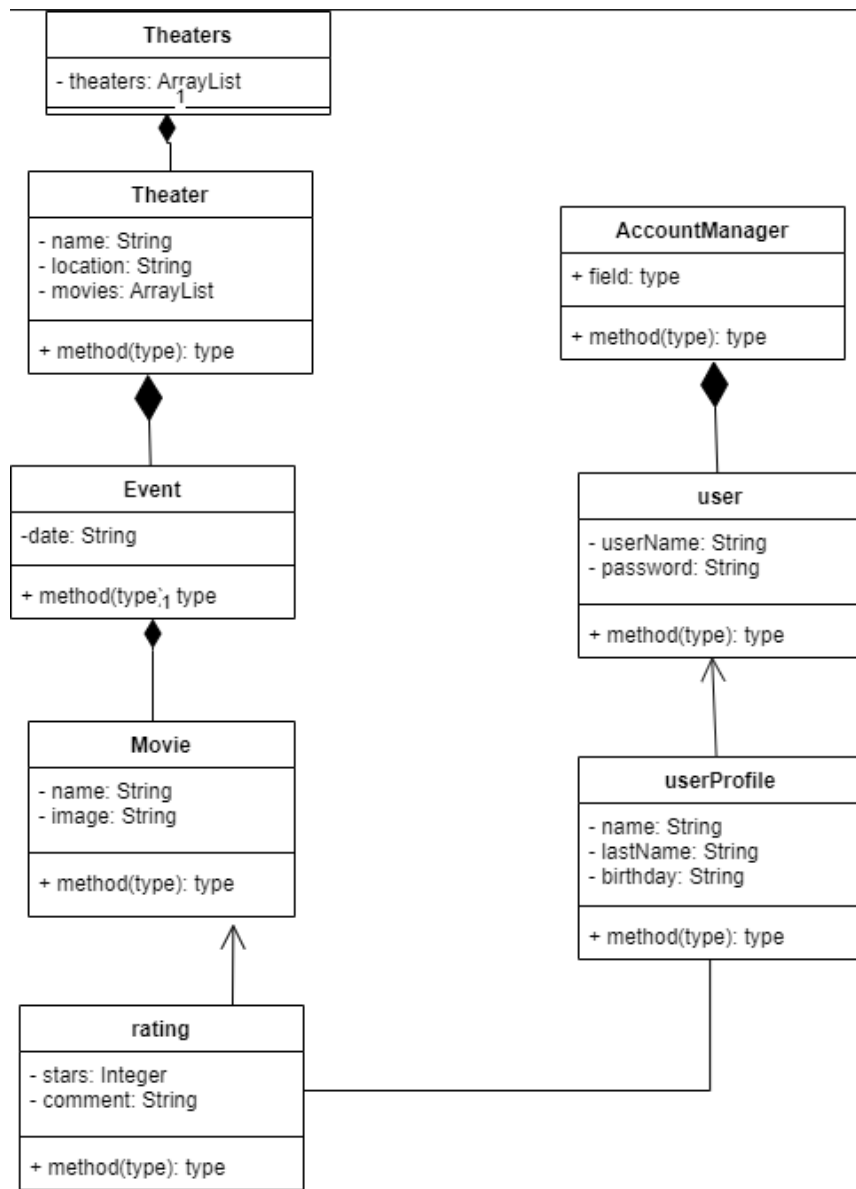 Theaters
- theaters: ArrayList
1
Theater
- name: String
- location: String
- movies: ArrayList
+ method(type): type
Event
-date: String
+ method(type): type
1
Movie
- name: String
- image: String
+ method(type): type
rating
- stars: Integer
- comment: String
+ method(type): type
AccountManager
+ field: type
+ method(type): type
user
- userName: String
- password: String
+ method(type): type
userProfile
- name: String
- lastName: String
- birthday: String
+ method(type): type